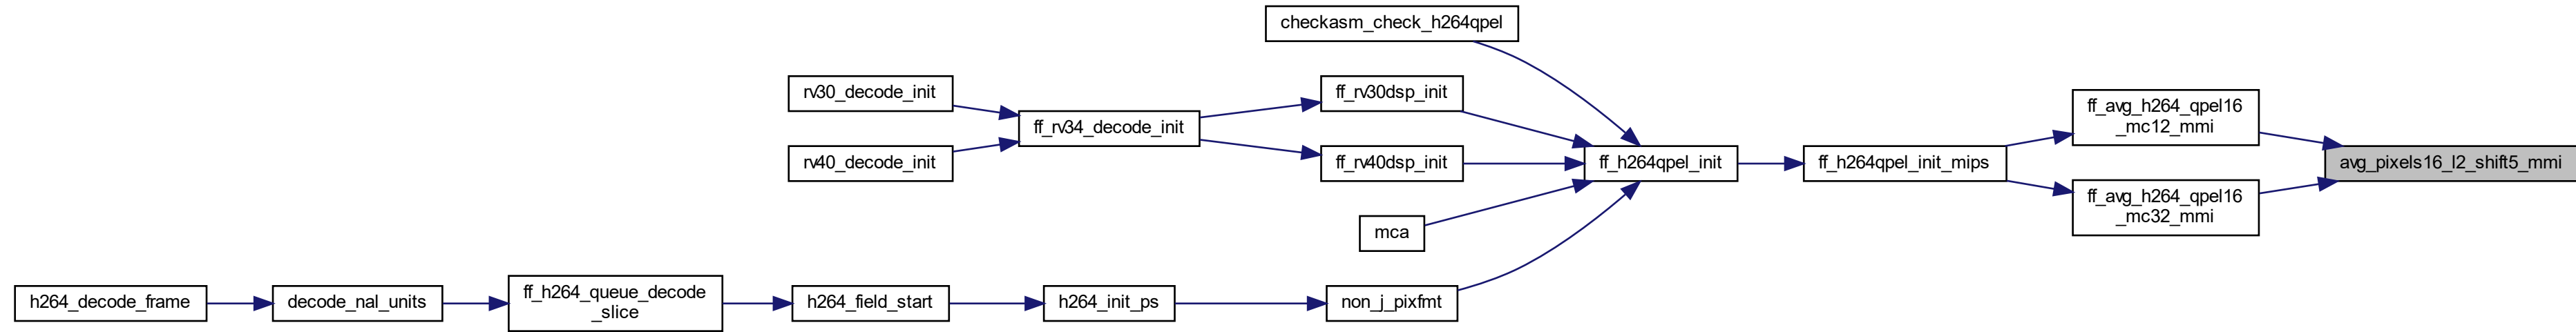 checkasm_check_h264qpel
rv30_decode_init
ff_rv30dsp_init
ff_rv34_decode_init
rv40_decode_init
ff_rv40dsp_init
ff_h264qpel_init
ff_h264qpel_init_mips
ff_avg_h264_qpel16
_mc12_mmi
avg_pixels16_l2_shift5_mmi
ff_avg_h264_qpel16
_mc32_mmi
mca
h264_decode_frame
decode_nal_units
ff_h264_queue_decode
_slice
h264_field_start
h264_init_ps
non_j_pixfmt